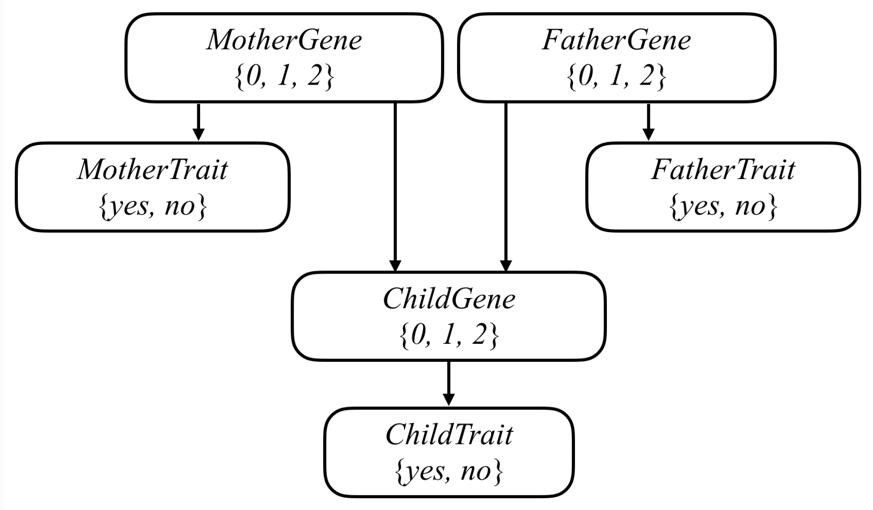 MotherGene
{0, 1, 2}
FatherGene
{0, 1, 2}
MotherTrait
{yes, no}
FatherTrait
{yes, no}
ChildGene
{0, 1, 2}
ChildTrait
{yes, no}